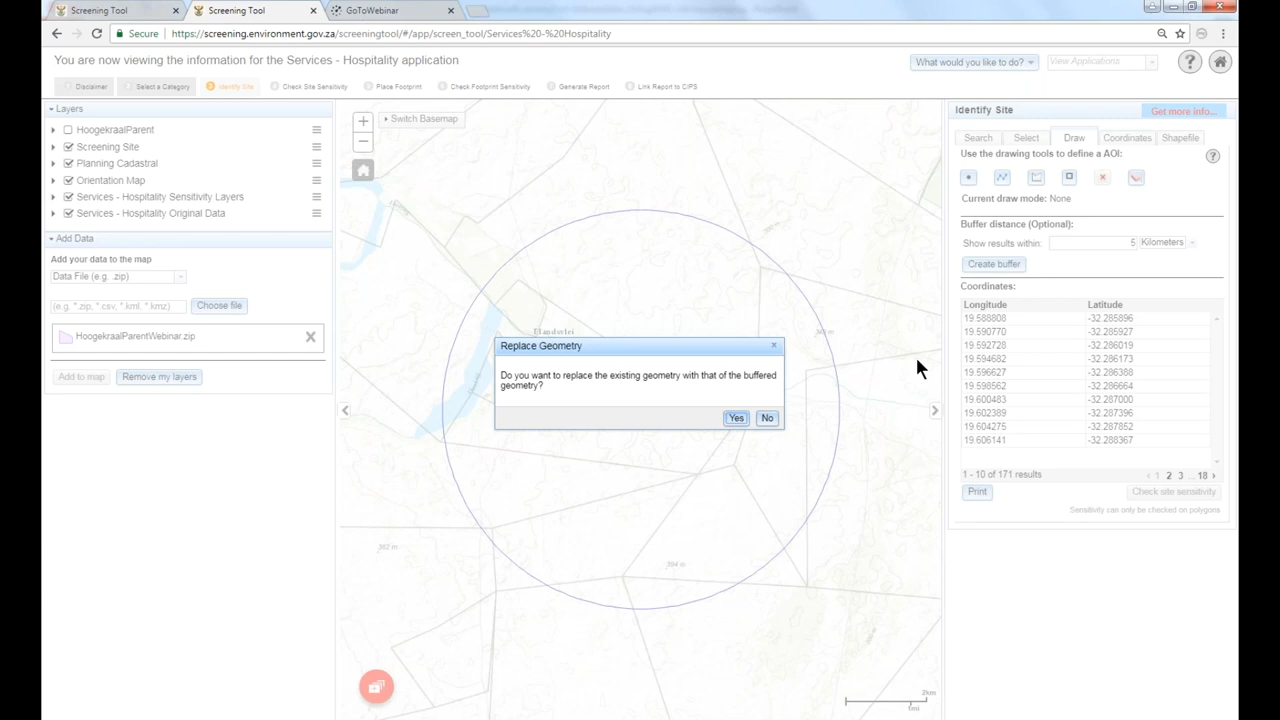 Screening Tool
Screening Tool
GoToWebinar
Secure https://screening.environment.gov.za/screeningtool/#/app/screen_tool/Services%20-%20Hospitality
You are now viewing the information for the Services - Hospitality application
What would you like to do?
View Applications
Disclaimer
Select a Category
Identify Site
Check Site Sensitivity
Place Footprint
Check Footprint Sensitivity
Generate Report
Link Report to CIPS
Layers
HoogekraalParent
Screening Site
Planning Cadastral
Orientation Map
Services - Hospitality Sensitivity Layers
Services - Hospitality Original Data
Add Data
Add your data to the map
Data File (e.g. .zip)
(e.g. *.zip, *.csv, *.kml, *.kmz)
Choose file
HoogekraalParentWebinar.zip
Add to map
Remove my layers
Switch Basemap
Elandsvlei
Replace Geometry
Do you want to replace the existing geometry with that of the buffered
geometry?
Yes
No
362 m
394 m
2km
1mi
Identify Site
Get more info...
Search
Select
Draw
Coordinates
Shapefile
Use the drawing tools to define a AOI:
Current draw mode: None
Buffer distance (Optional):
Show results within: 5 Kilometers
Create buffer
Coordinates:
Longitude Latitude
19.588808 -32.285896
19.590770 -32.285927
19.592728 -32.286019
19.594682 -32.286173
19.596627 -32.286388
19.598562 -32.286664
19.600483 -32.287000
19.602389 -32.287396
19.604275 -32.287852
19.606141 -32.288367
1 - 10 of 171 results
‹ 1 2 3 ... 18 ›
Print
Check site sensitivity
Sensitivity can only be checked on polygons